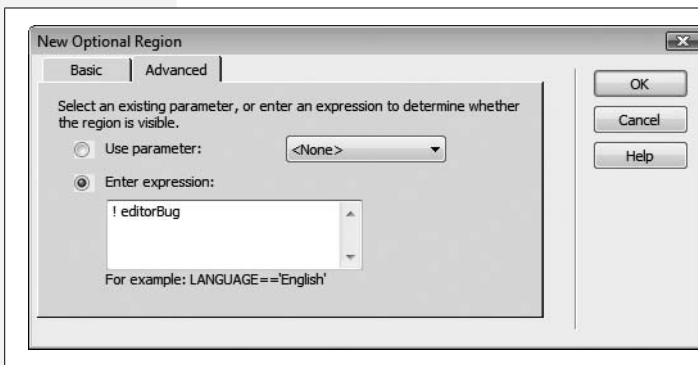 New Optional Region
Basic
Advanced
Select an existing parameter, or enter an expression to determine whether
the region is visible.
Use parameter:
<None>
Enter expression:
! editorBug
For example: LANGUAGE=='English'
OK
Cancel
Help